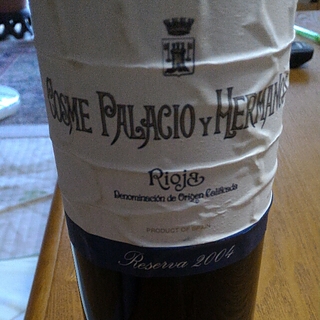 COSME PALACIO Y HERMANOS
Rioja
Denominación de Origen Calificada
PRODUCT OF SPAIN
Reserva 2004